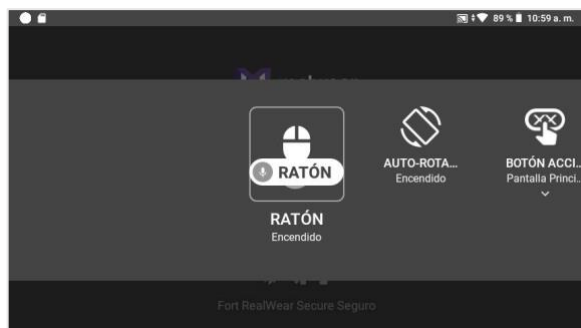 89 % 10:59 a. m.
RATÓN
RATÓN
Encendido
AUTO-ROTA...
Encendido
BOTÓN ACCI...
Pantalla Princi...
Fort RealWear Secure Seguro